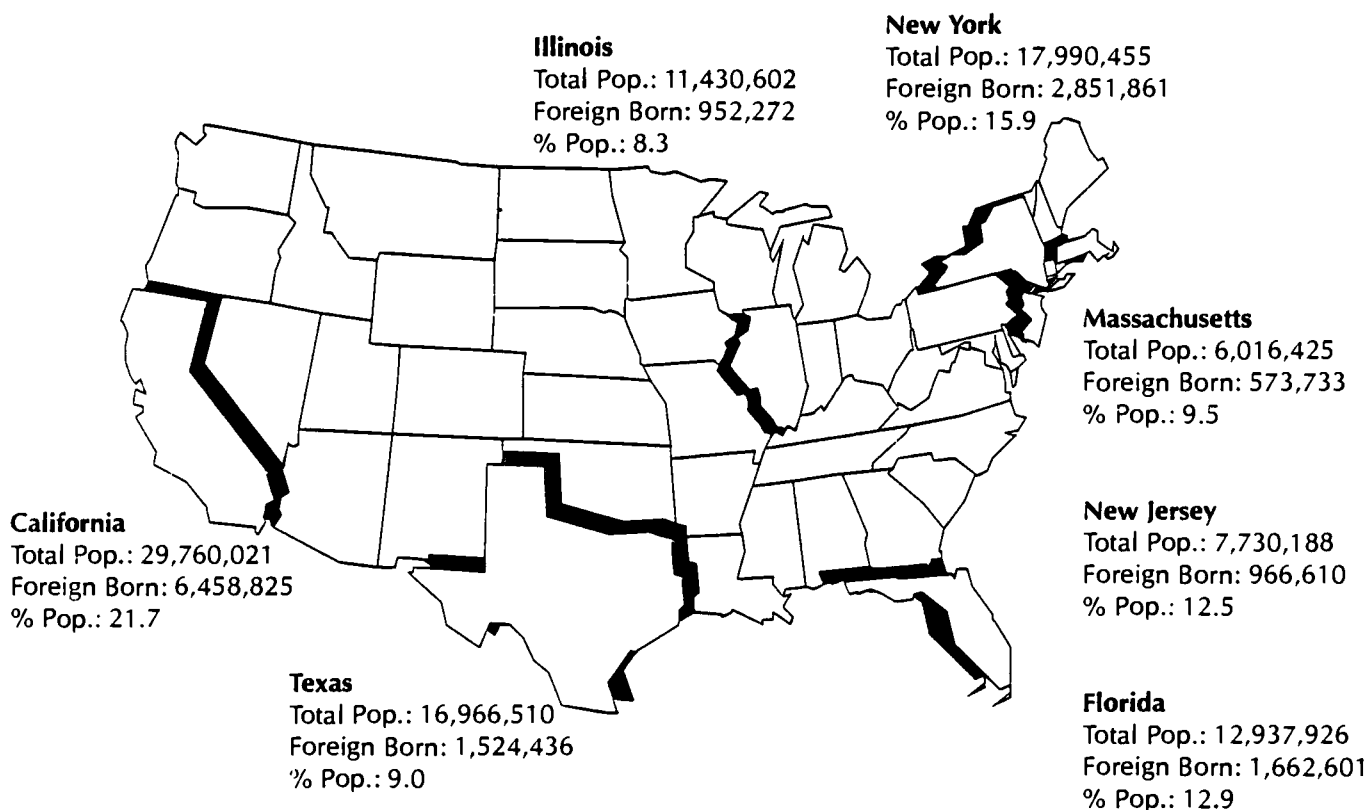 Illinois
Total Pop.: 11,430,602
Foreign Born: 952,272
% Pop.: 8.3
New York
Total Pop.: 17,990,455
Foreign Born: 2,851,861
% Pop.: 15.9
Massachusetts
Total Pop.: 6,016,425
Foreign Born: 573,733
% Pop.: 9.5
California
Total Pop.: 29,760,021
Foreign Born: 6,458,825
% Pop.: 21.7
New Jersey
Total Pop.: 7,730,188
Foreign Born: 966,610
% Pop.: 12.5
Texas
Total Pop.: 16,966,510
Foreign Born: 1,524,436
% Pop.: 9.0
Florida
Total Pop.: 12,937,926
Foreign Born: 1,662,601
% Pop.: 12.9